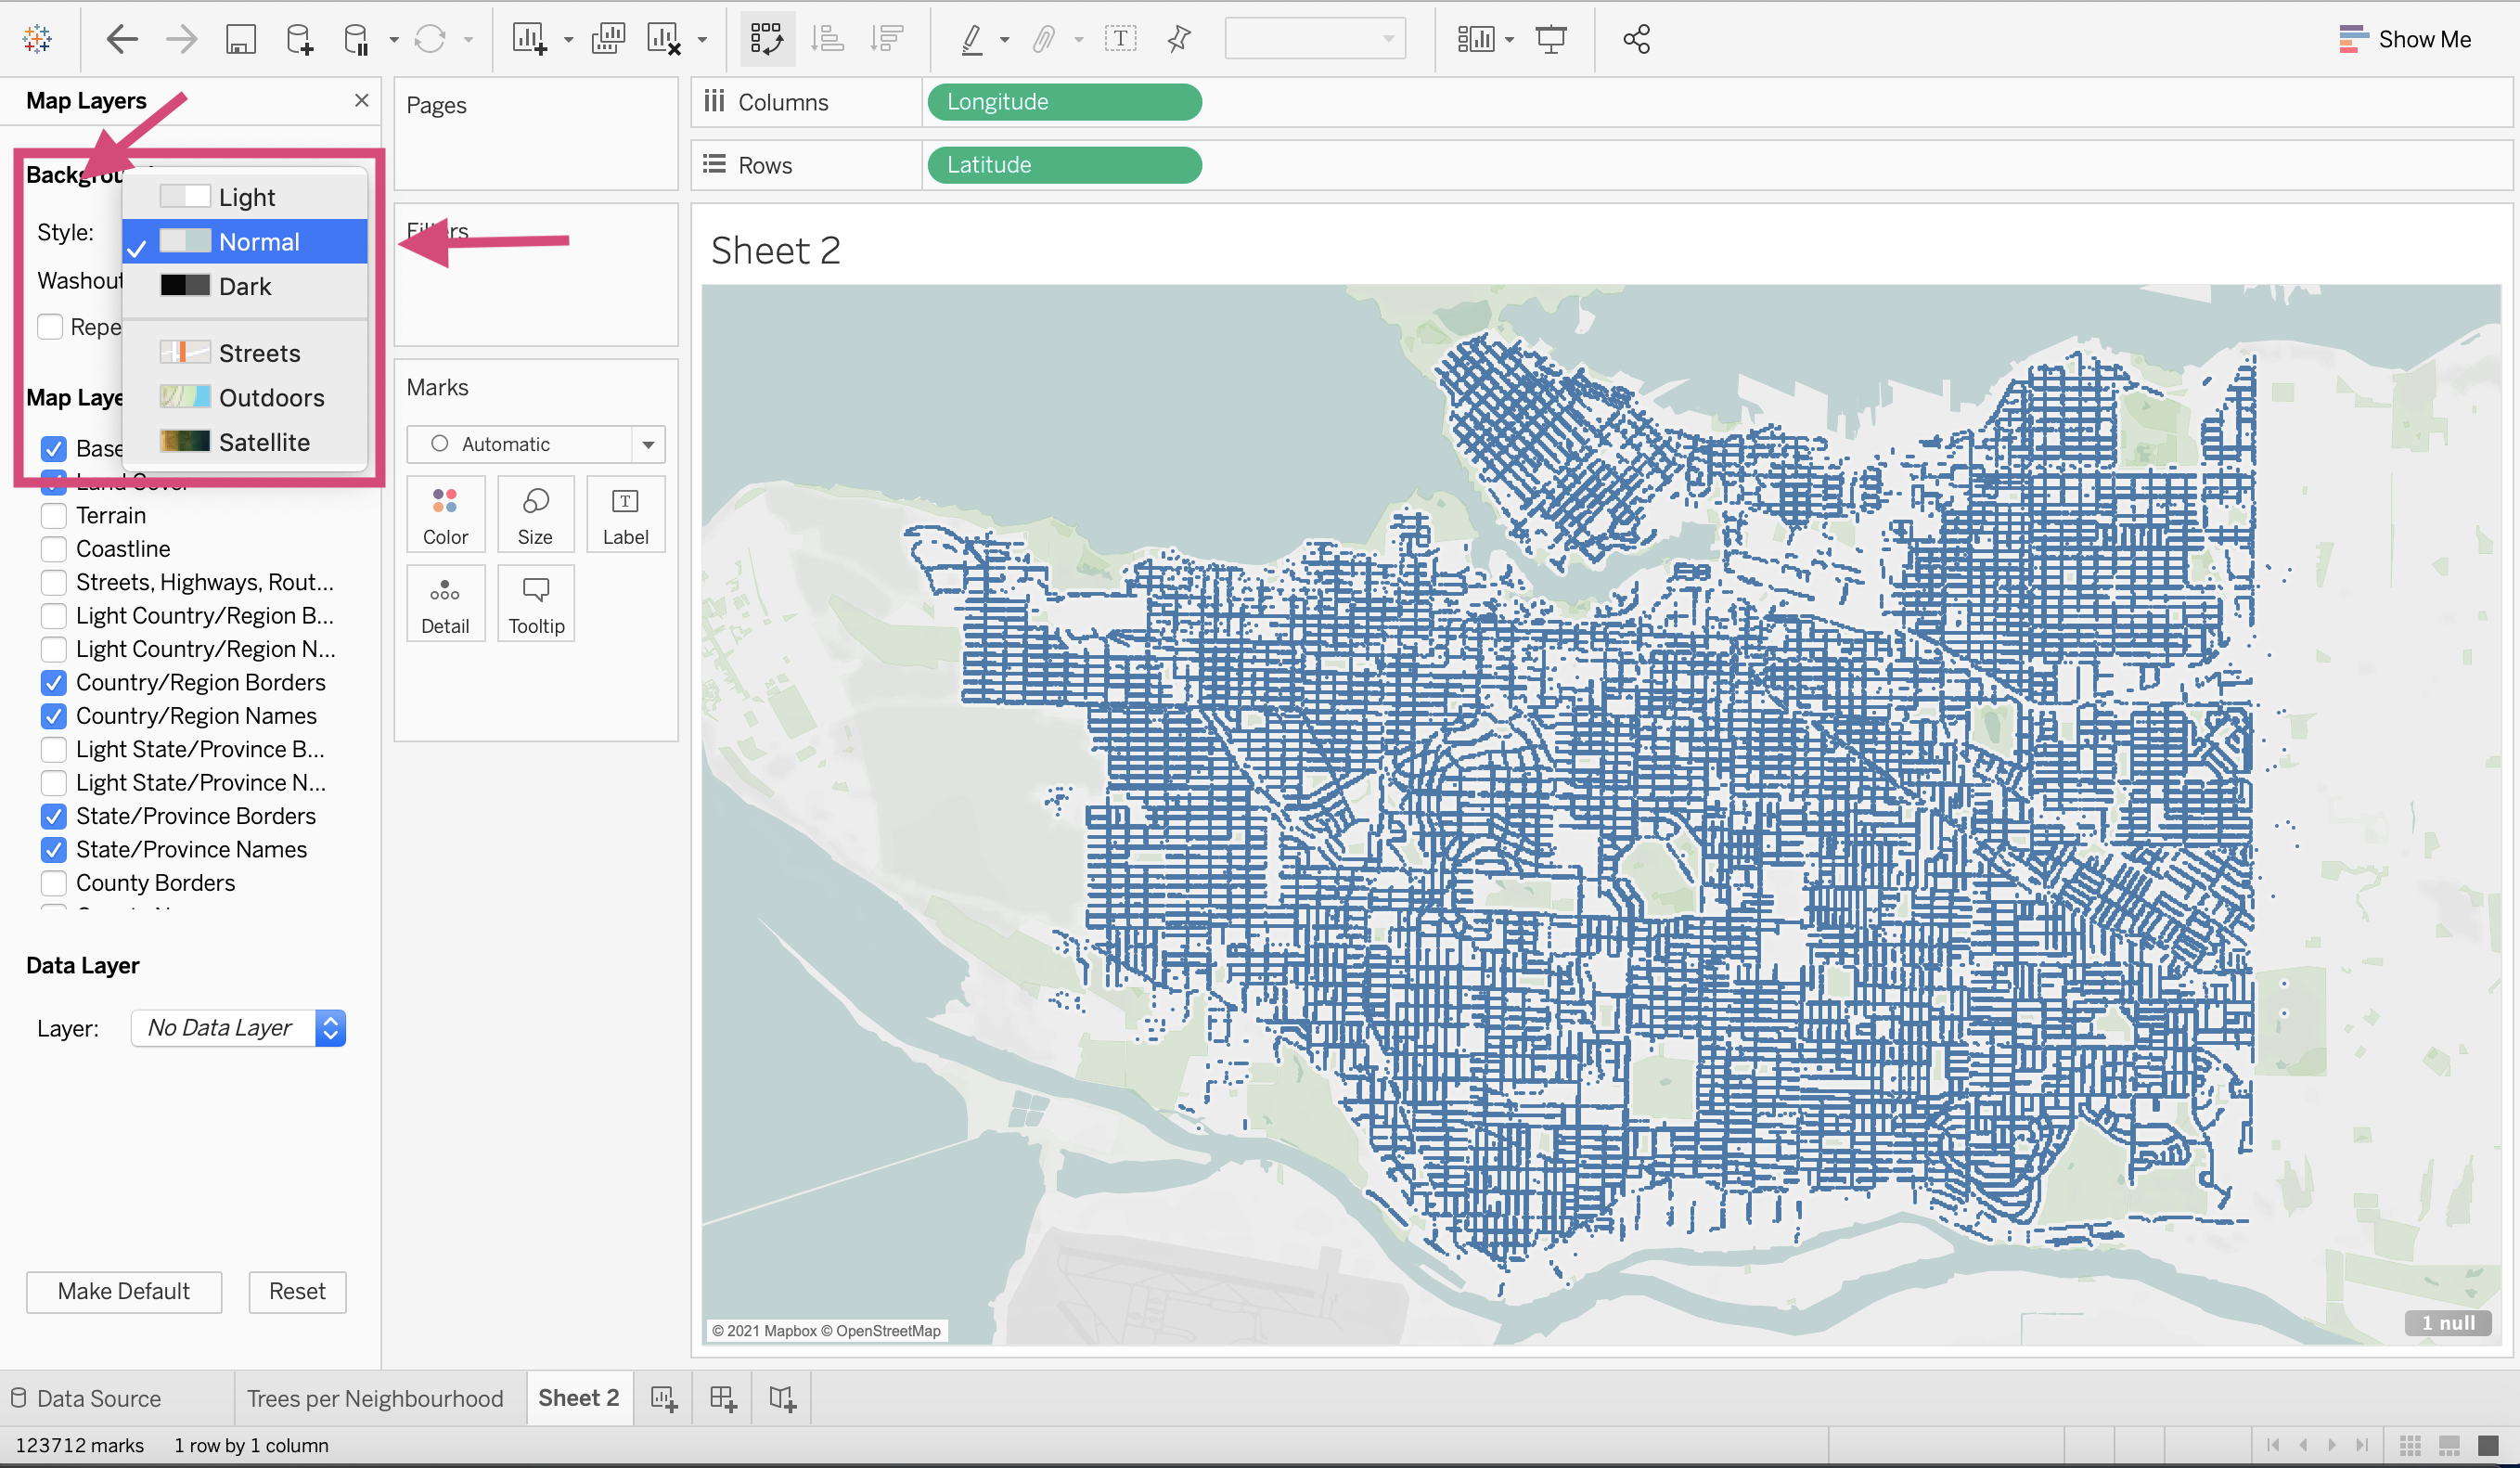 Show Me
Map Layers
Pages
Columns
Longitude
Rows
Latitude
Light
Style:
Normal
Filters
Sheet 2
Washout
Dark
Streets
Marks
Outdoors
Automatic
Satellite
Base
Land Cover
Terrain
Color
Size
Label
Coastline
Streets, Highways, Rout...
Light Country/Region B...
Detail
Tooltip
Light Country/Region N...
Country/Region Borders
Country/Region Names
Light State/Province B...
Light State/Province N...
State/Province Borders
State/Province Names
County Borders
Data Layer
Layer:
No Data Layer
Make Default
Reset
© 2021 Mapbox © OpenStreetMap
1 null
Data Source
Trees per Neighbourhood
Sheet 2
123712 marks
1 row by 1 column